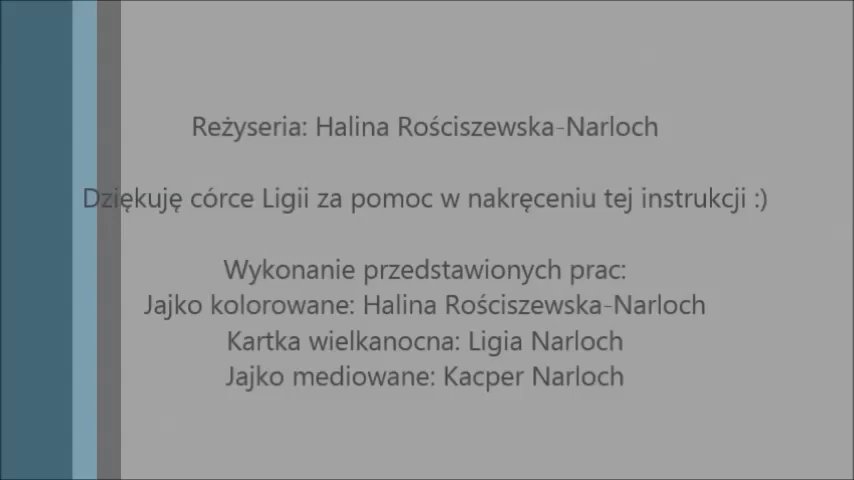 Reżyseria: Halina Rościszewska-Narloch
Dziękuję córce Ligii za pomoc w nakręceniu tej instrukcji :)
Wykonanie przedstawionych prac:
Jajko kolorowane: Halina Rościszewska-Narloch
Kartka wielkanocna: Ligia Narloch
Jajko mediowane: Kacper Narloch